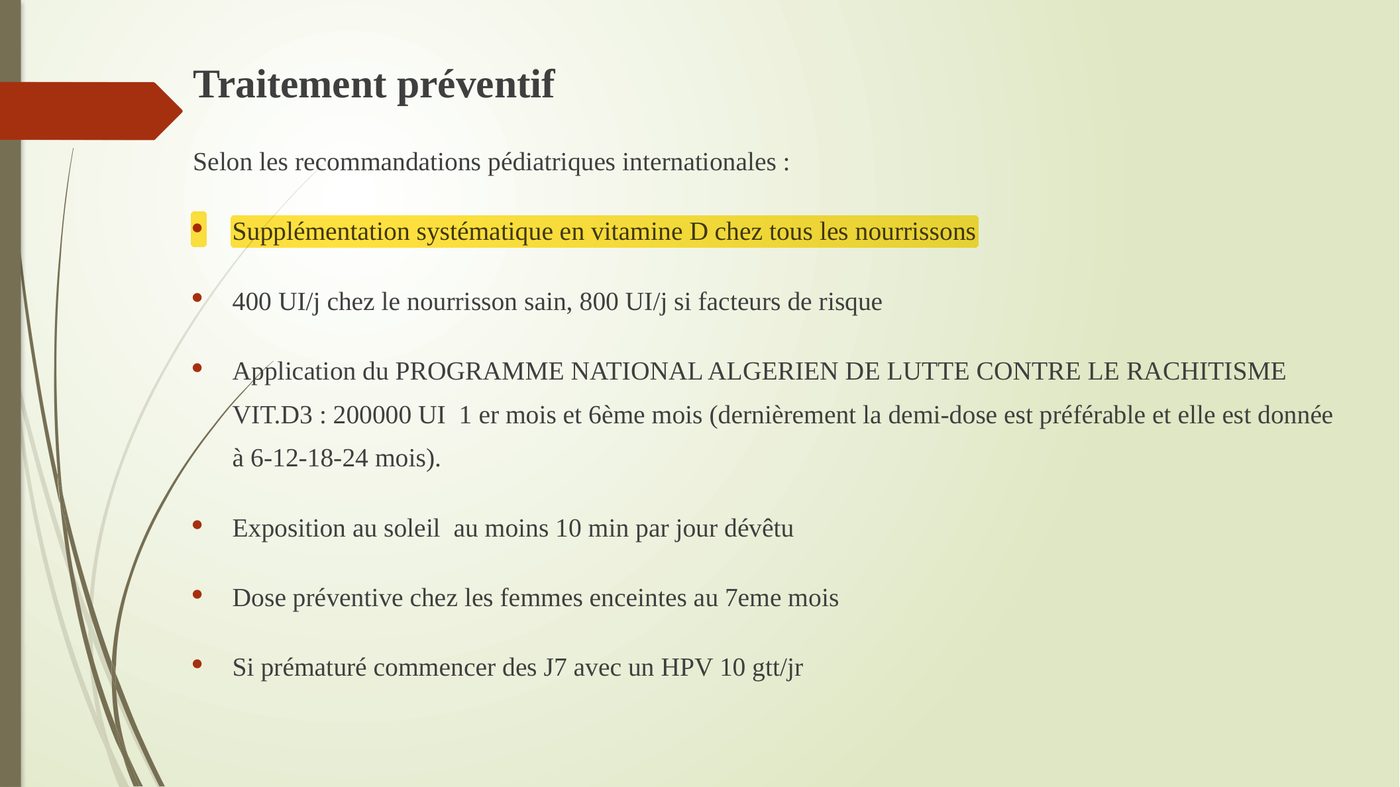 Traitement préventif
Selon les recommandations pédiatriques internationales :
• Supplémentation systématique en vitamine D chez tous les nourrissons
• 400 UI/j chez le nourrisson sain, 800 UI/j si facteurs de risque
• Application du PROGRAMME NATIONAL ALGERIEN DE LUTTE CONTRE LE RACHITISME
VIT.D3 : 200000 UI  1 er mois et 6ème mois (dernièrement la demi-dose est préférable et elle est donnée
à 6-12-18-24 mois).
• Exposition au soleil  au moins 10 min par jour dévêtu
• Dose préventive chez les femmes enceintes au 7eme mois
• Si prématuré commencer des J7 avec un HPV 10 gtt/jr